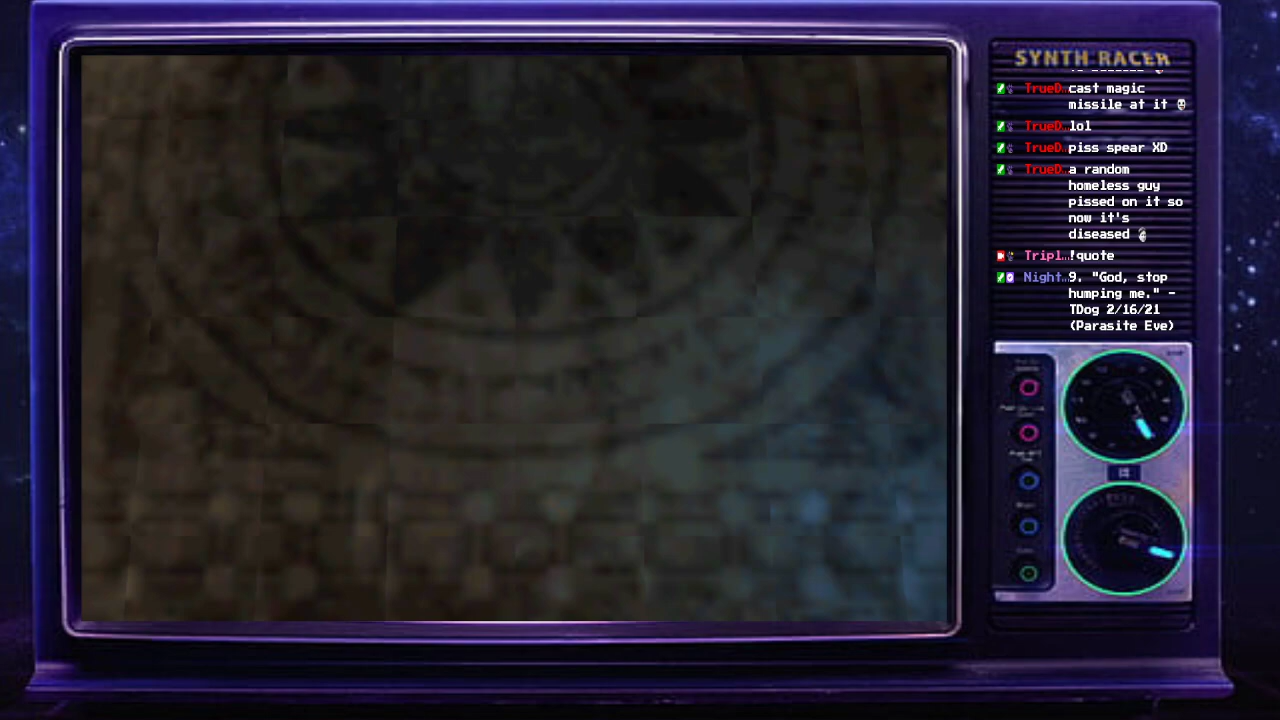 SYNTH RACER
TrueD… cast magic
missile at it
TrueD… lol
TrueD… piss spear XD
TrueD… a random
homeless guy
pissed on it so
now it's
diseased
Tripl… !quote
Night… 9. "God, stop
humping me." -
TDog 2/16/21
(Parasite Eve)